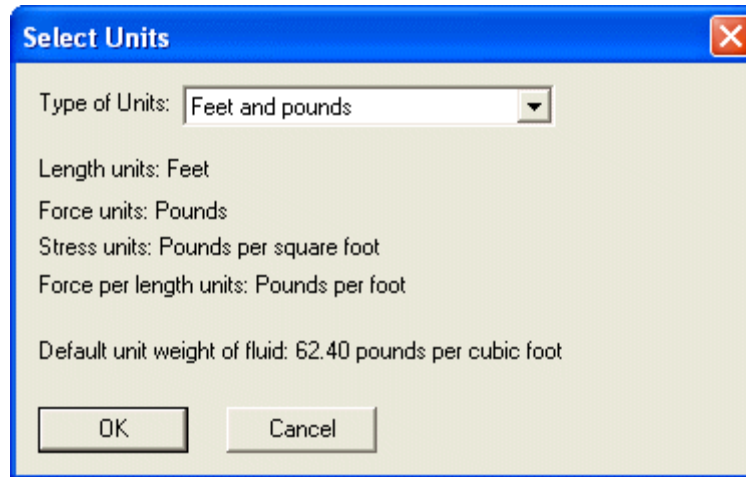 Select Units
Type of Units: Feet and pounds
Length units: Feet
Force units: Pounds
Stress units: Pounds per square foot
Force per length units: Pounds per foot
Default unit weight of fluid: 62.40 pounds per cubic foot
OK Cancel